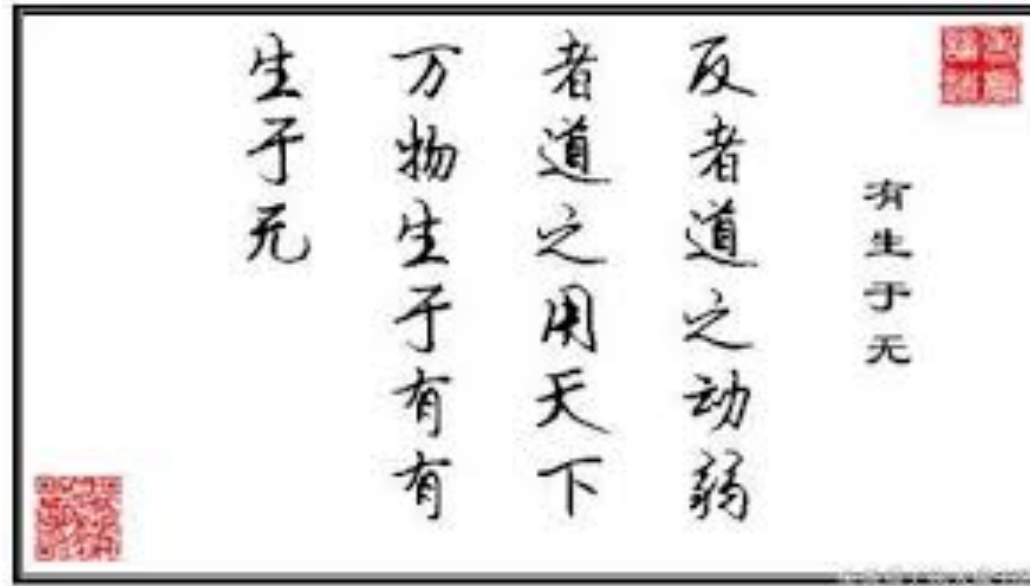 有生于无
反者道之动弱
者道之用天下
万物生于有有
生于无